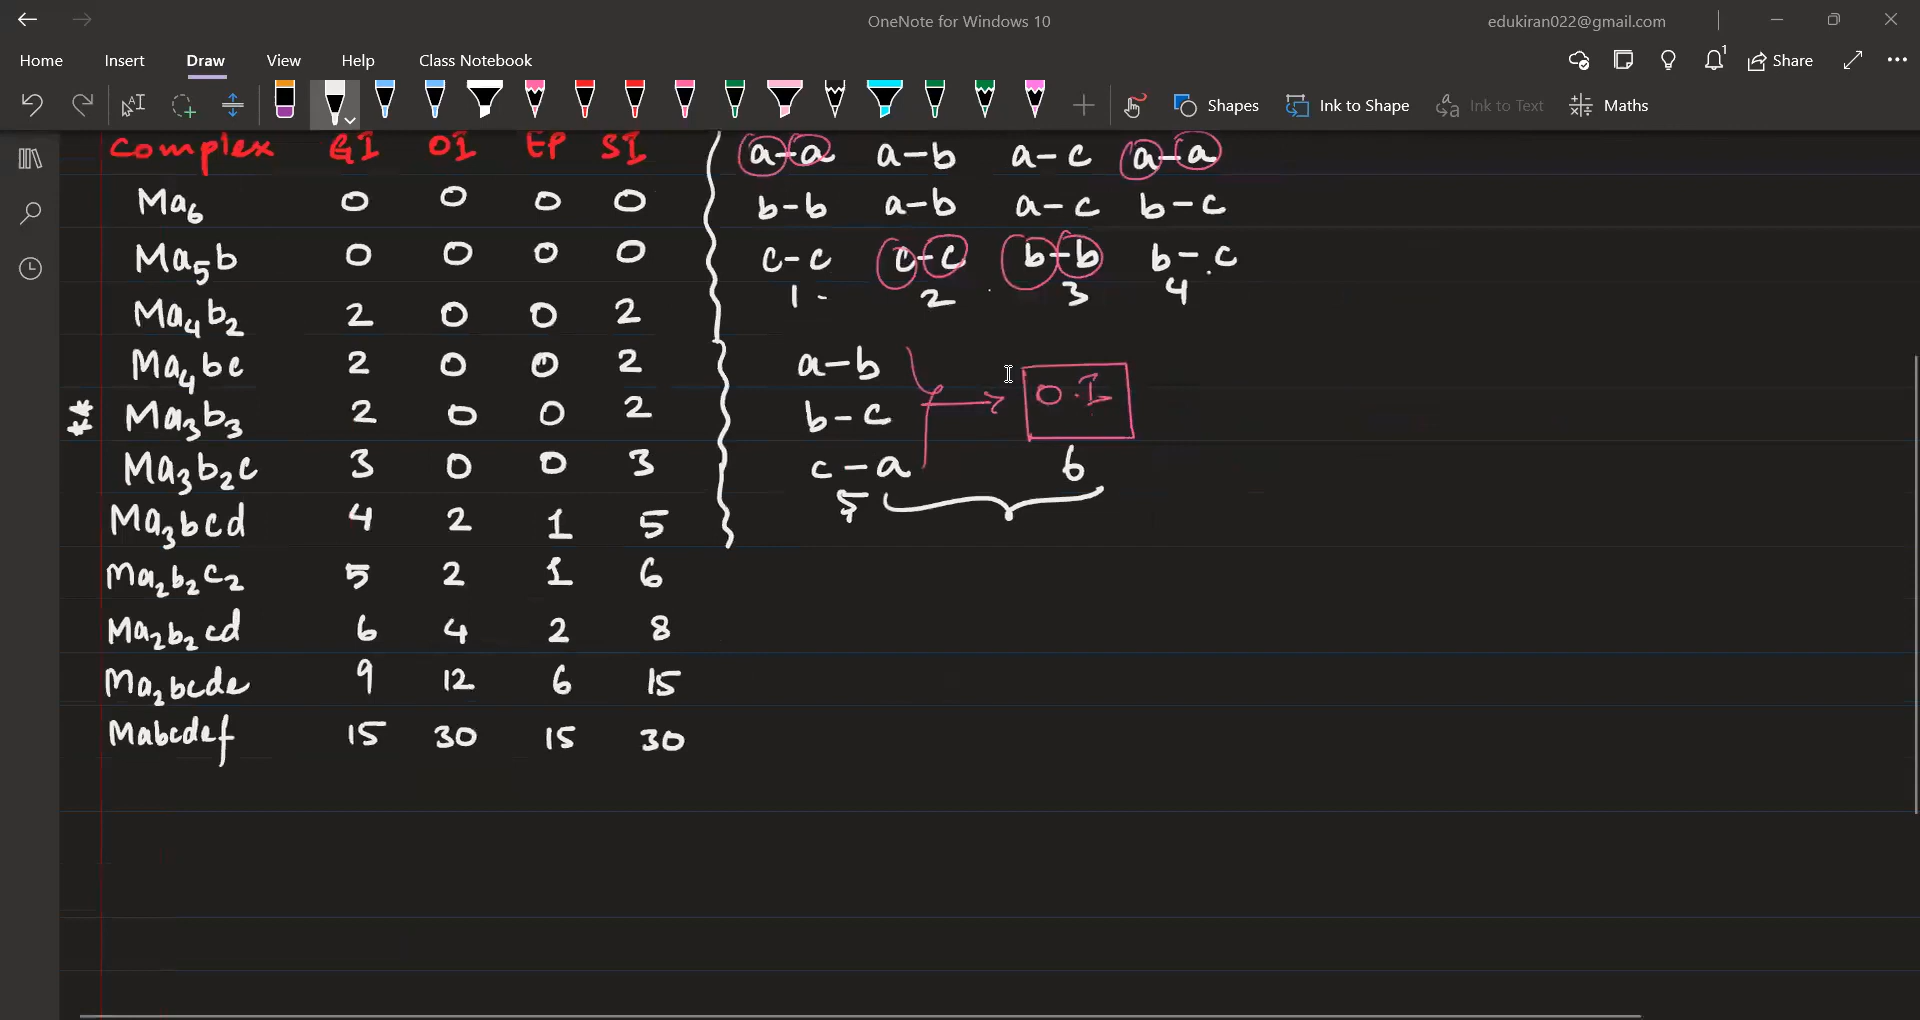 OneNote for Windows 10
edukiran022@gmail.com
Home Insert Draw View Help Class Notebook
1 Share
Shapes Ink to Shape Ink to Text Maths
Complex GI OI EP SI
Ma6 0 0 0 0
Ma5b 0 0 0 0
Ma4b2 2 0 0 2
Ma4bc 2 0 0 2
** Ma3b3 2 0 0 2
Ma3b2c 3 0 0 3
Ma3bcd 4 2 1 5
Ma2b2c2 5 2 1 6
Ma2b2cd 6 4 2 8
Ma2bcde 9 12 6 15
Mabcdef 15 30 15 30
a-a a-b a-c a-a
b-b a-b a-c b-c
c-c c-c b-b b-c
1 2 3 4
a-b
b-c → O.I
c-a 6
5